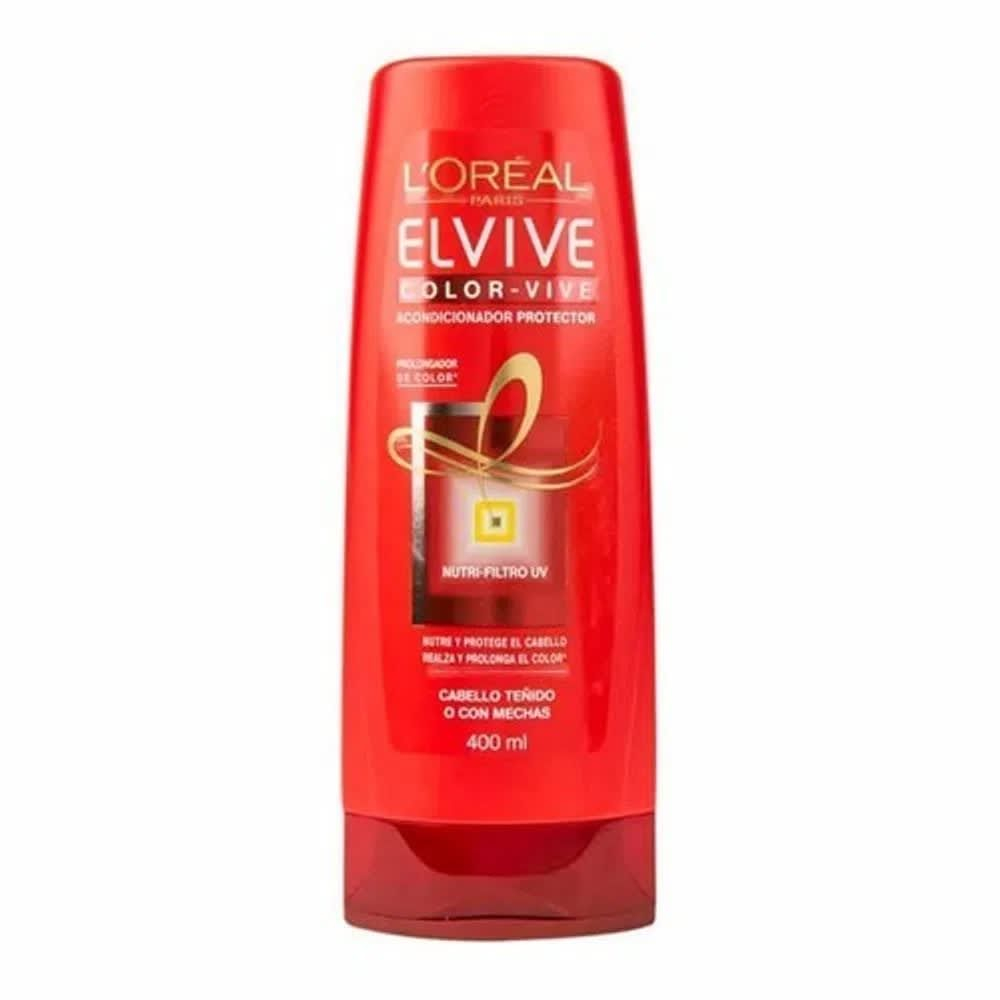 L'ORÉAL
PARIS
ELVIVE
COLOR-VIVE
ACONDICIONADOR PROTECTOR
PROLONGADOR
DE COLOR*
NUTRI-FILTRO UV
NUTRE Y PROTEGE EL CABELLO
REALZA Y PROLONGA EL COLOR*
CABELLO TEÑIDO
O CON MECHAS
400 ml